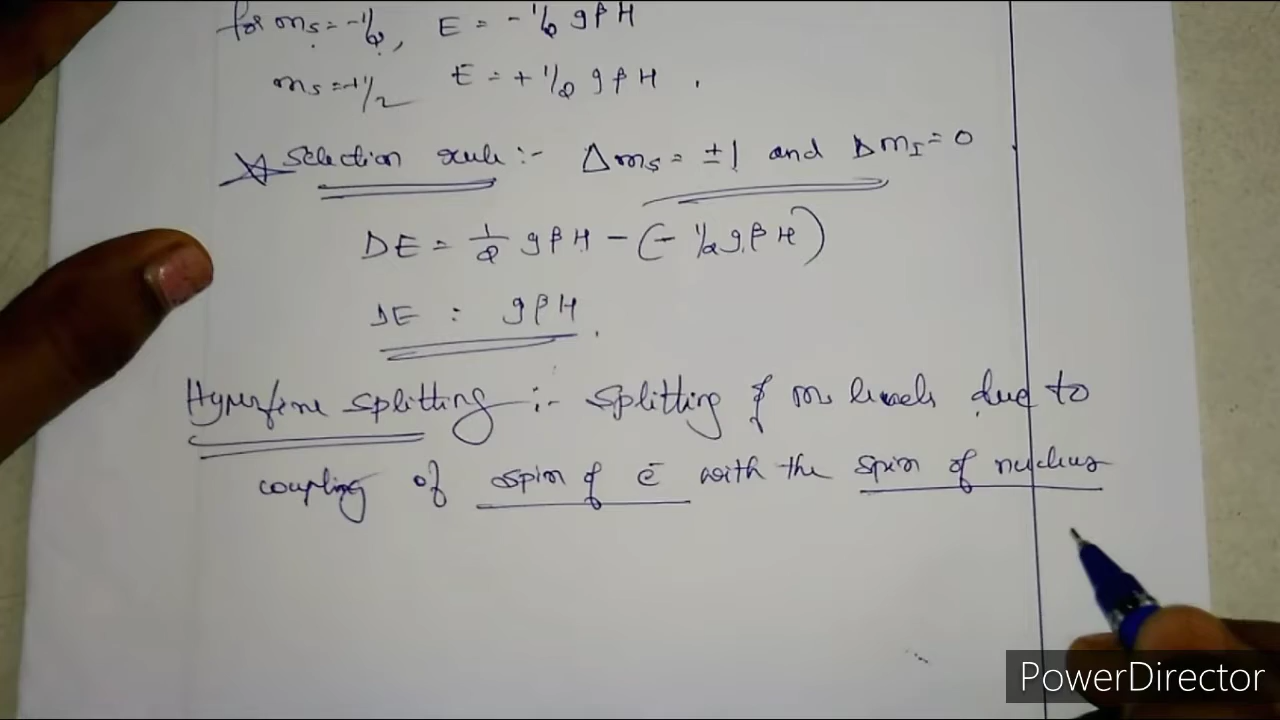 for ms = -1/2, E = -1/2 gβH
ms = +1/2 E = +1/2 gβH .
Selection rule :- Δms = ±1 and ΔmI = 0
ΔE = 1/2 gβH - (- 1/2 gβH)
ΔE : gβH .
Hyperfine splitting :- splitting of ms levels due to
coupling of spin of e⁻ with the spin of nucleus
PowerDirector